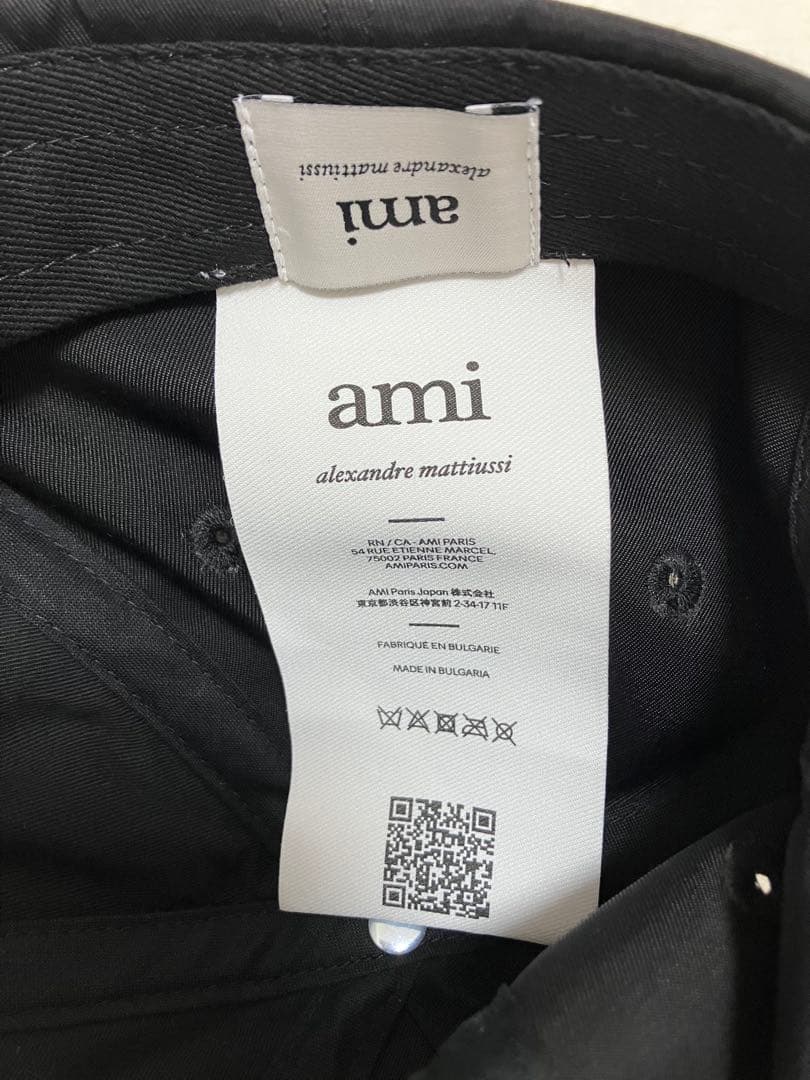 alexandre mattiussi
ami
ami
alexandre mattiussi
RN / CA - AMI PARIS
54 RUE ETIENNE MARCEL,
75002 PARIS FRANCE
AMIPARIS.COM
AMI Paris Japan 株式会社
東京都渋谷区神宮前 2-34-17 11F
FABRIQUÉ EN BULGARIE
MADE IN BULGARIA